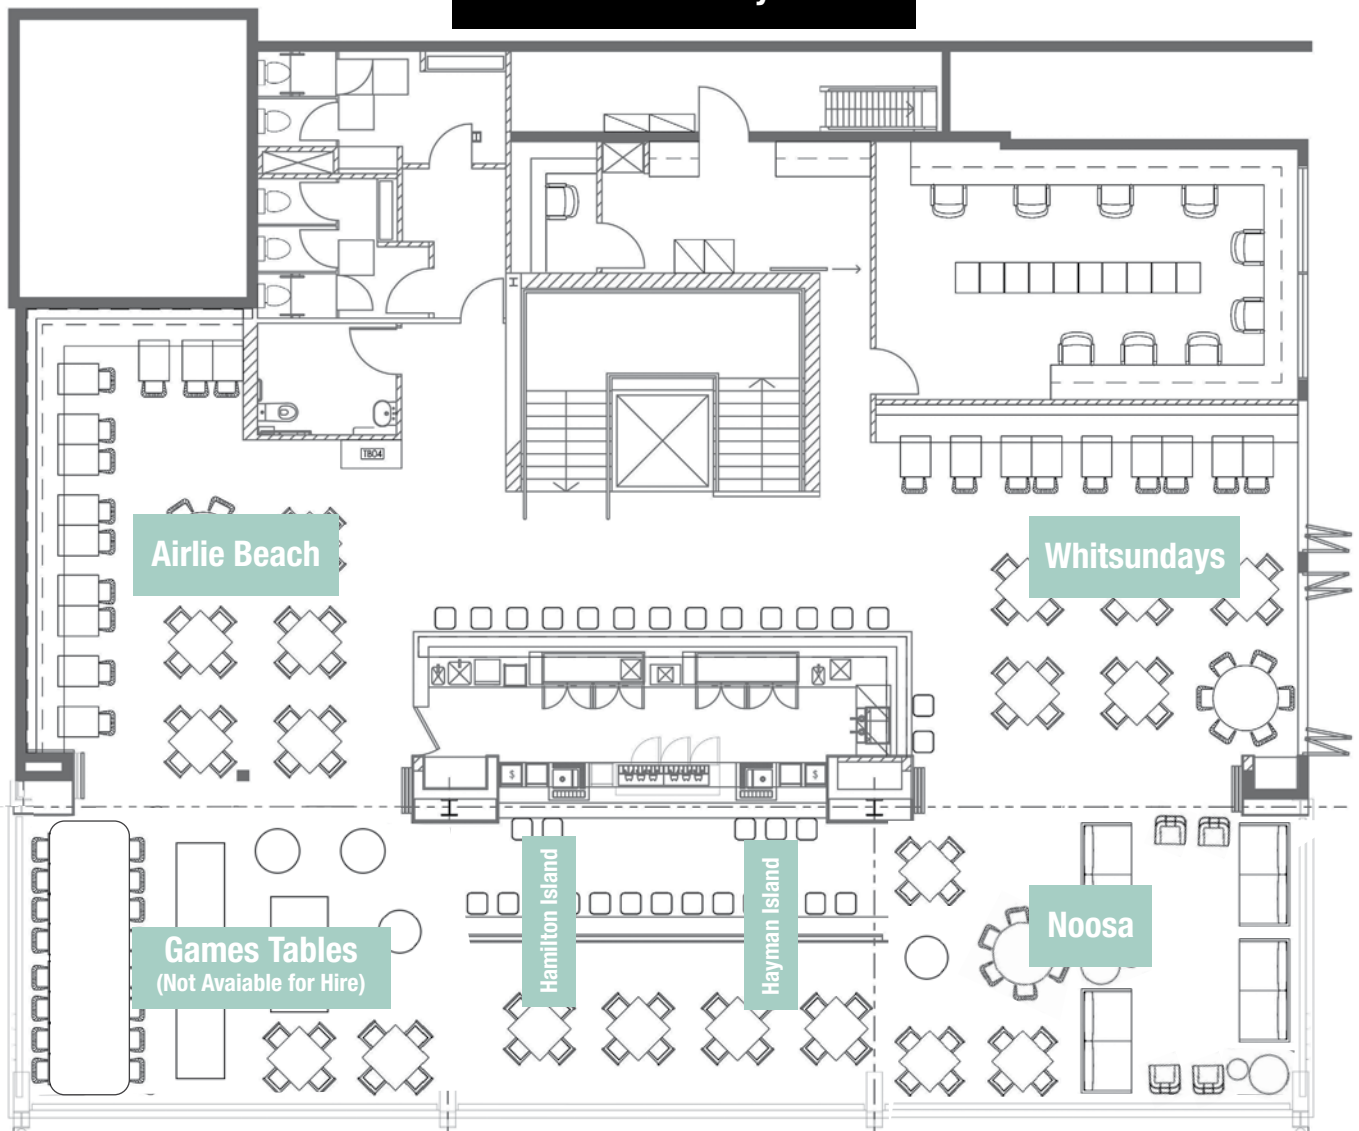 TB04
Airlie Beach
Whitsundays
$
$
Hamilton Island
Hayman Island
Games Tables
(Not Avaiable for Hire)
Noosa